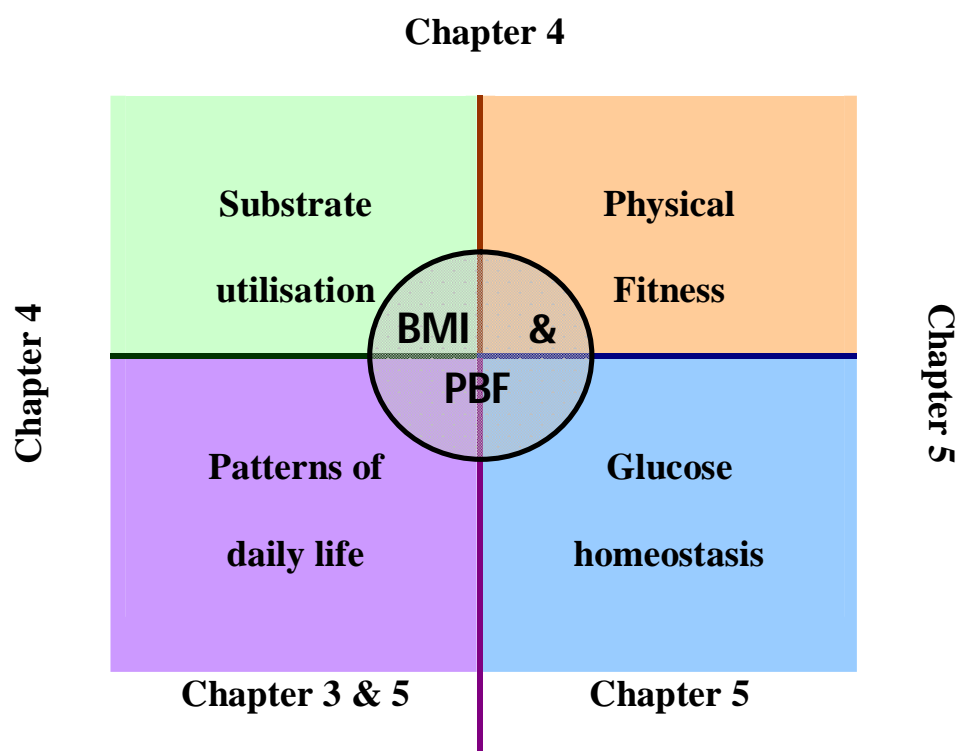 Chapter 4
Substrate
utilisation
Physical
Fitness
BMI &
PBF
Chapter 4
Chapter 5
Patterns of
daily life
Glucose
homeostasis
Chapter 3 & 5
Chapter 5